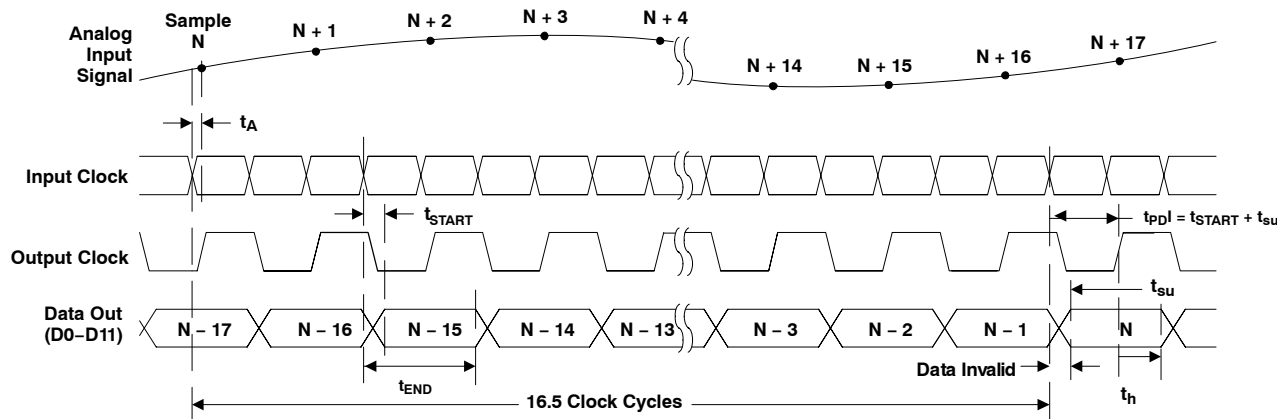 Analog
Input
Signal
Sample
N
N + 1
N + 2
N + 3
N + 4
N + 14
N + 15
N + 16
N + 17
tA
Input Clock
tSTART
tPDI = tSTART + tsu
Output Clock
tsu
Data Out
(D0–D11)
N – 17
N – 16
N – 15
N – 14
N – 13
N – 3
N – 2
N – 1
N
Data Invalid
tEND
th
16.5 Clock Cycles